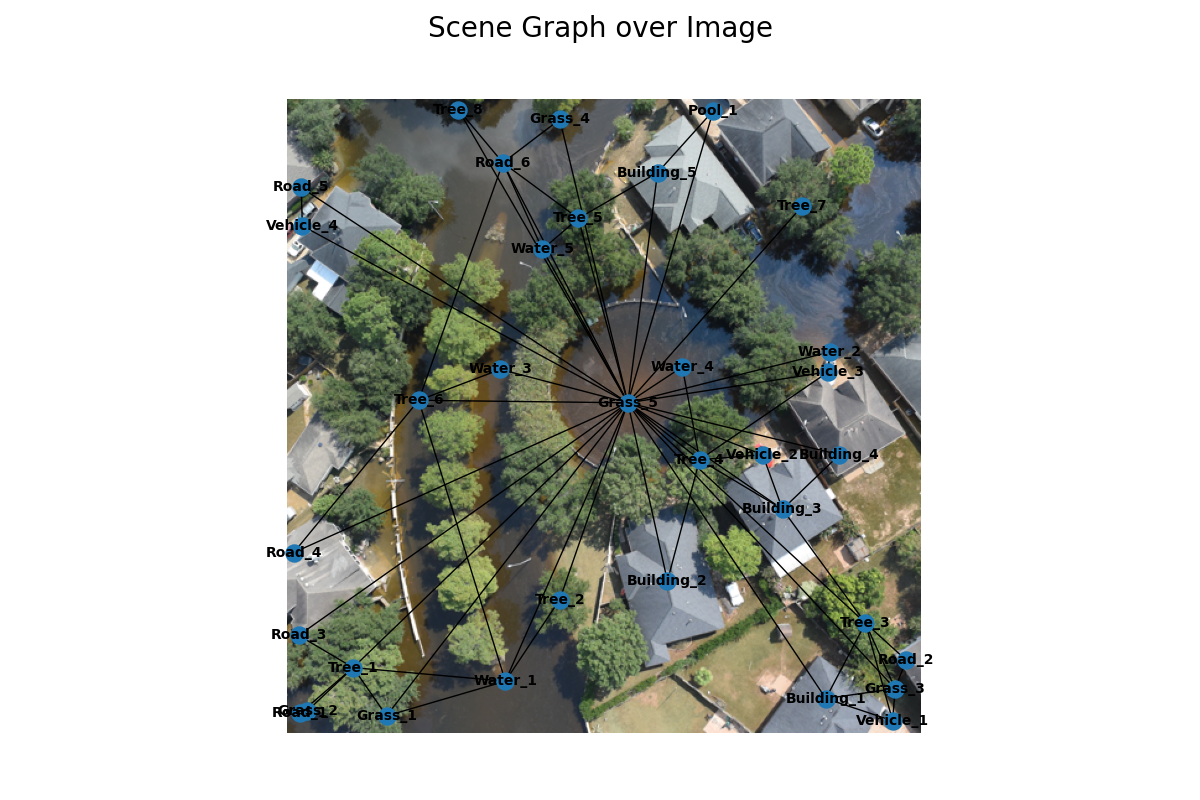 Scene Graph over Image
Tree_8
Pool_1
Grass_4
Road_6
Building_5
Road_5
Tree_7
Tree_5
Vehicle_4
Water_5
Water_2
Water_4
Water_3
Vehicle_3
Tree_6
Grass_5
Vehicle_2
Building_4
Tree_4
Building_3
Road_4
Building_2
Tree_2
Tree_3
Road_3
Road_2
Tree_1
Water_1
Grass_3
Building_1
Grass_2
Road_1
Grass_1
Vehicle_1